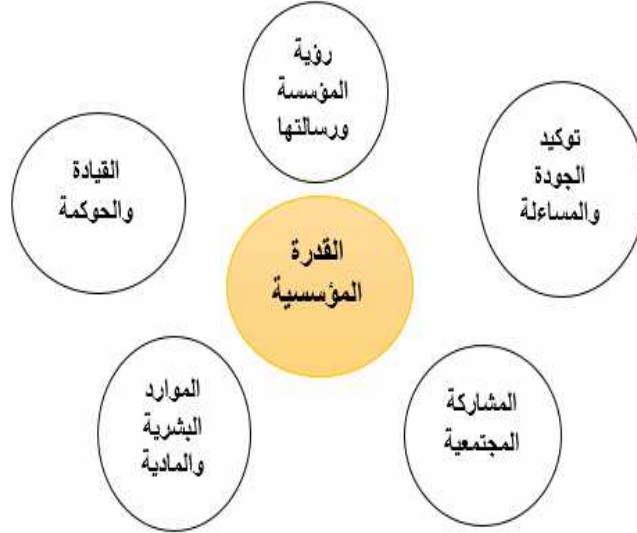 رؤية
المؤسسة
ورسالتها
توكيد
الجودة
والمساءلة
القيادة
والحوكمة
القدرة
المؤسسية
المشاركة
المجتمعية
الموارد
البشرية
والمادية